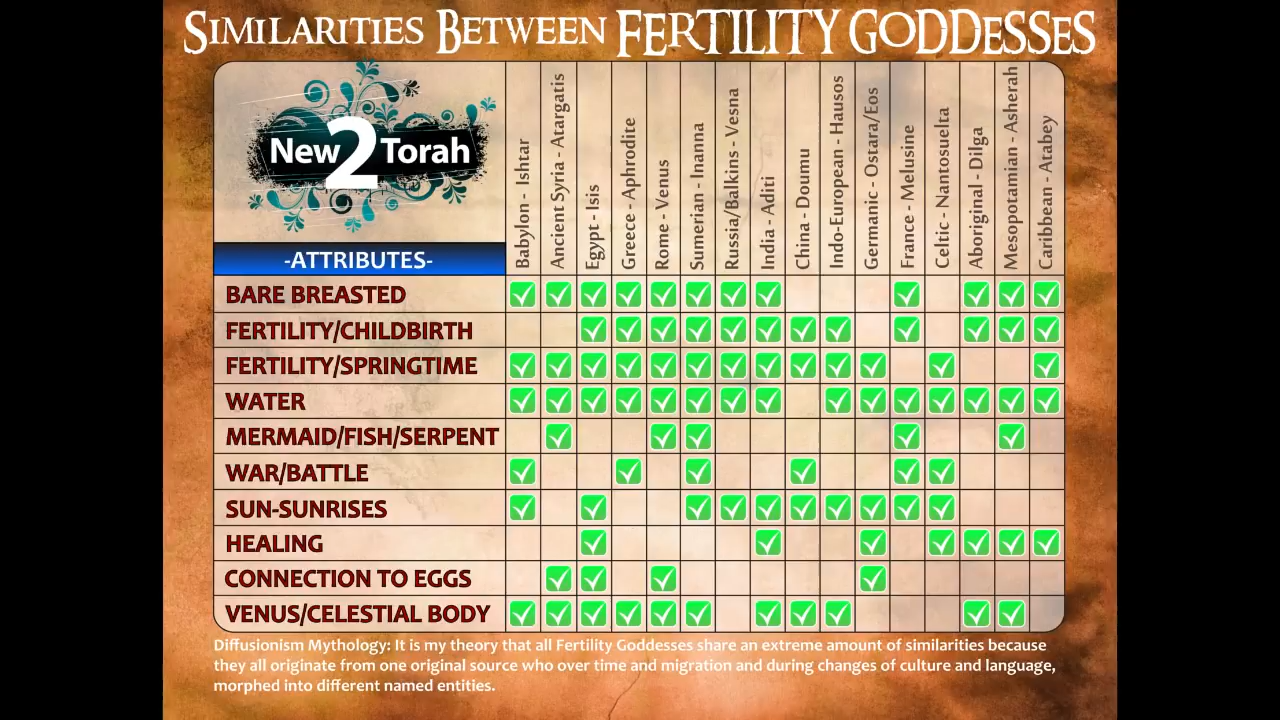 SIMILARITIES BETWEEN FERTILITY GODDESSES
New 2 Torah
Babylon - Ishtar
Ancient Syria - Atargatis
Egypt - Isis
Greece - Aphrodite
Rome - Venus
Sumerian - Inanna
Russia/Balkins - Vesna
India - Aditi
China - Doumu
Indo-European - Hausos
Germanic - Ostara/Eos
France - Melusine
Celtic - Nantosuelta
Aboriginal - Dilga
Mesopotamian - Asherah
Caribbean - Atabey
-ATTRIBUTES-
BARE BREASTED
FERTILITY/CHILDBIRTH
FERTILITY/SPRINGTIME
WATER
MERMAID/FISH/SERPENT
WAR/BATTLE
SUN-SUNRISES
HEALING
CONNECTION TO EGGS
VENUS/CELESTIAL BODY
Diffusionism Mythology: It is my theory that all Fertility Goddesses share an extreme amount of similarities because
they all originate from one original source who over time and migration and during changes of culture and language,
morphed into different named entities.